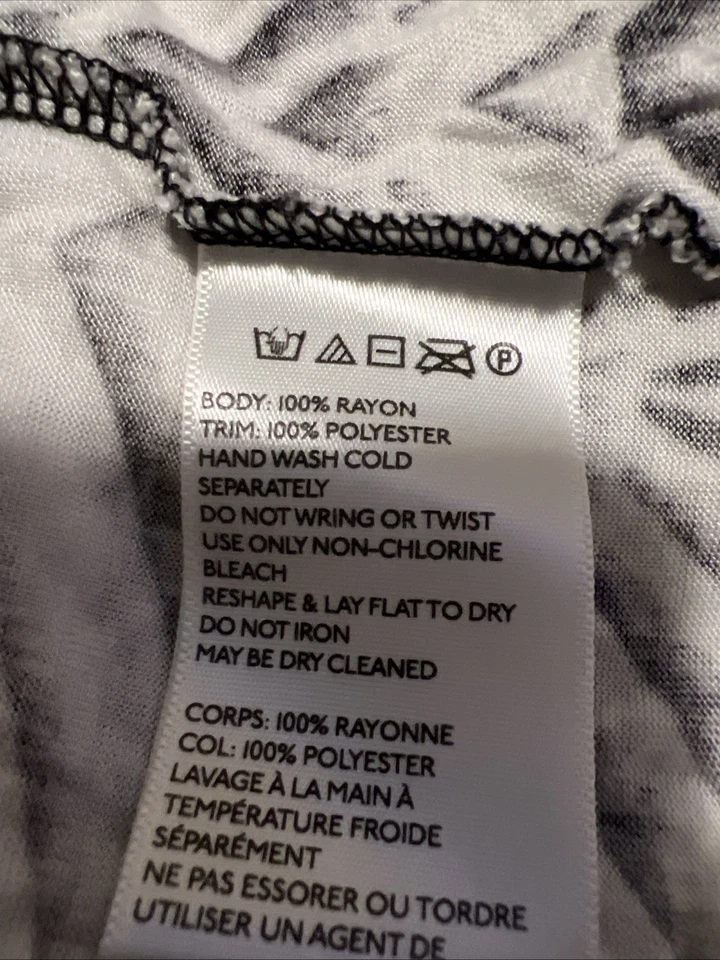 P
BODY: 100% RAYON
TRIM: 100% POLYESTER
HAND WASH COLD
SEPARATELY
DO NOT WRING OR TWIST
USE ONLY NON-CHLORINE
BLEACH
RESHAPE & LAY FLAT TO DRY
DO NOT IRON
MAY BE DRY CLEANED
CORPS: 100% RAYONNE
COL: 100% POLYESTER
LAVAGE À LA MAIN À
TEMPÉRATURE FROIDE
SÉPARÉMENT
NE PAS ESSORER OU TORDRE
UTILISER UN AGENT DE